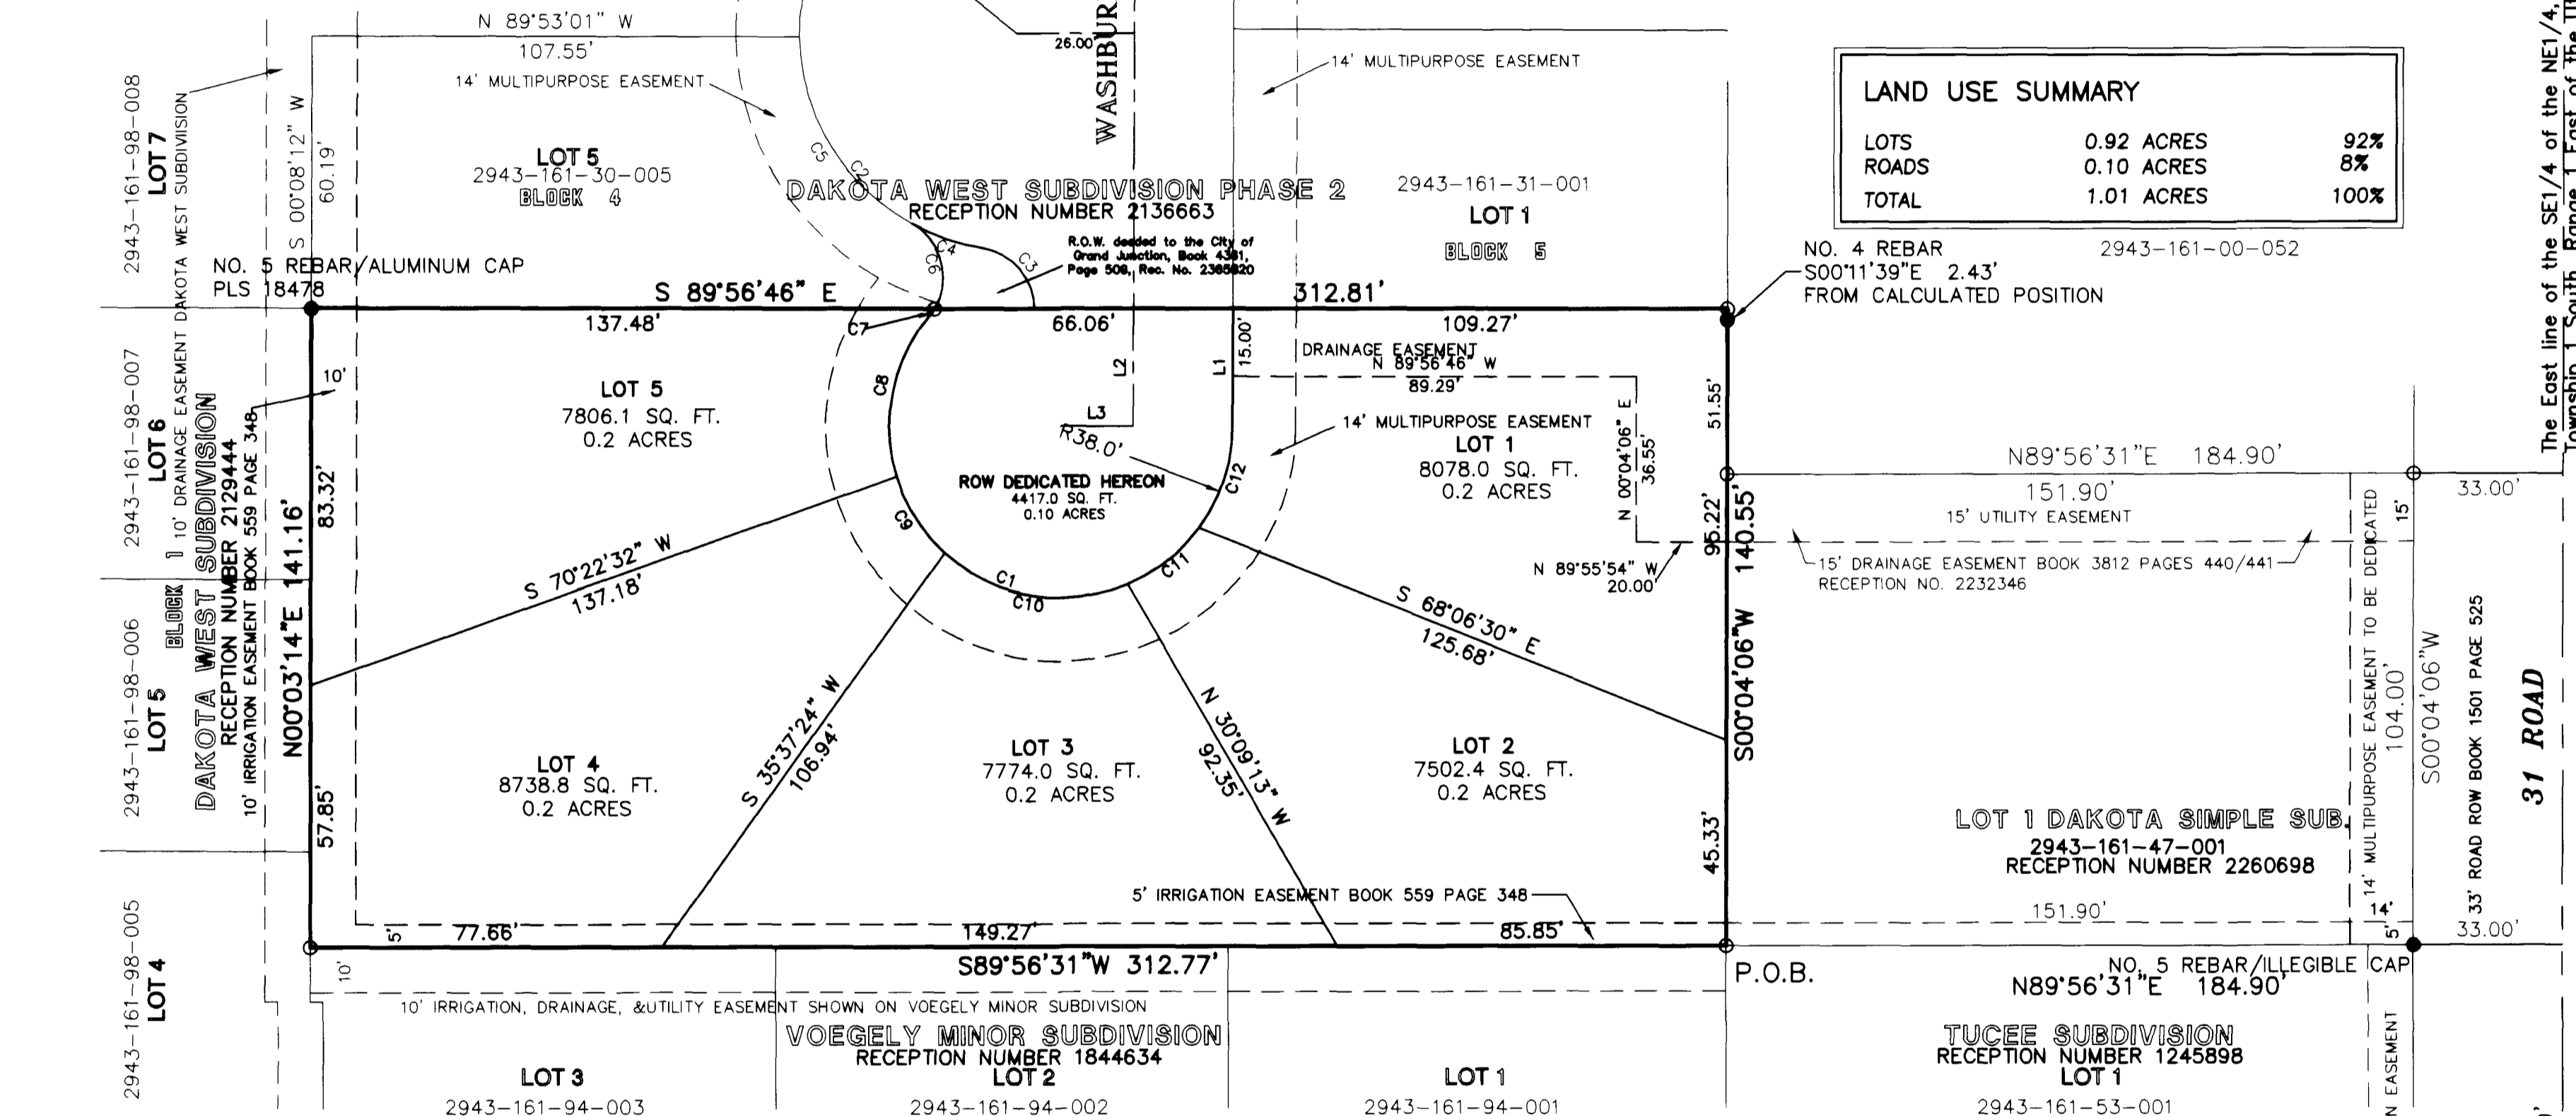 N 89°53'01" W
107.55'
14' MULTIPURPOSE EASEMENT
S 00°08'12" W
60.19'
2943-161-98-008
LOT 7
10' DRAINAGE EASEMENT DAKOTA WEST SUBDIVISION
LOT 5
2943-161-30-005
BLOCK 4
C5
C2
26.00'
DAKOTA WEST SUBDIVISION PHASE 2
RECEPTION NUMBER 2136663
14' MULTIPURPOSE EASEMENT
2943-161-31-001
LOT 1
BLOCK 5
R.O.W. deeded to the City of
Grand Junction, Book 4381,
C4
C6
C3
LAND USE SUMMARY
LOTS 0.92 ACRES 92%
ROADS 0.10 ACRES 8%
TOTAL 1.01 ACRES 100%
NO. 4 REBAR
S00°11'39"E 2.43'
FROM CALCULATED POSITION
2943-161-00-052
The East line of the SE1/4 of the NE1/4,
NO. 5 REBAR/ALUMINUM CAP
PLS 18478
S 89°56'46" E
312.81'
137.48'
C7
66.06'
109.27'
15.00'
L1
L2
L3
R38.0'
DRAINAGE EASEMENT
N 89°56'46" W
89.29'
10'
LOT 5
7806.1 SQ. FT.
0.2 ACRES
C8
14' MULTIPURPOSE EASEMENT
LOT 1
8078.0 SQ. FT.
0.2 ACRES
N 00°04'06" E
36.55'
51.55'
ROW DEDICATED HEREON
4417.0 SQ. FT.
0.10 ACRES
C12
C9
C1
C10
C11
2943-161-98-007
LOT 6
BLOCK 1
DAKOTA WEST SUBDIVISION
RECEPTION NUMBER 2129444
10' IRRIGATION EASEMENT BOOK 559 PAGE 348
N00°03'14"E 141.16'
83.32'
S 70°22'32" W
137.18'
N 89°55'54" W
20.00'
95.22'
S00°04'06"W 140.55'
N89°56'31"E 184.90'
151.90'
15' UTILITY EASEMENT
15' DRAINAGE EASEMENT BOOK 3812 PAGES 440/441
RECEPTION NO. 2232346
33.00'
15'
S 68°06'30" E
125.68'
2943-161-98-006
LOT 5
57.85'
LOT 4
8738.8 SQ. FT.
0.2 ACRES
S 35°37'24" W
106.94'
LOT 3
7774.0 SQ. FT.
0.2 ACRES
N 30°09'13" W
92.35'
LOT 2
7502.4 SQ. FT.
0.2 ACRES
45.33'
LOT 1 DAKOTA SIMPLE SUB.
2943-161-47-001
RECEPTION NUMBER 2260698
14' MULTIPURPOSE EASEMENT TO BE DEDICATED
104.00'
S00°04'06"W
33' ROAD ROW BOOK 1501 PAGE 525
31 ROAD
5' IRRIGATION EASEMENT BOOK 559 PAGE 348
151.90'
14'
33.00'
5'
5'
77.66'
149.27'
85.85'
S89°56'31"W 312.77'
P.O.B.
NO. 5 REBAR/ILLEGIBLE CAP
N89°56'31"E 184.90'
2943-161-98-005
LOT 4
10'
10' IRRIGATION, DRAINAGE, &UTILITY EASEMENT SHOWN ON VOEGELY MINOR SUBDIVISION
VOEGELY MINOR SUBDIVISION
RECEPTION NUMBER 1844634
LOT 3
2943-161-94-003
LOT 2
2943-161-94-002
LOT 1
2943-161-94-001
TUCEE SUBDIVISION
RECEPTION NUMBER 1245898
LOT 1
2943-161-53-001
EASEMENT